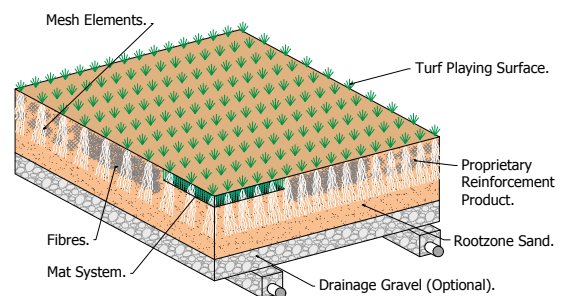 Mesh Elements.
Turf Playing Surface.
Proprietary
Reinforcement
Product.
Fibres.
Rootzone Sand.
Mat System.
Drainage Gravel (Optional).